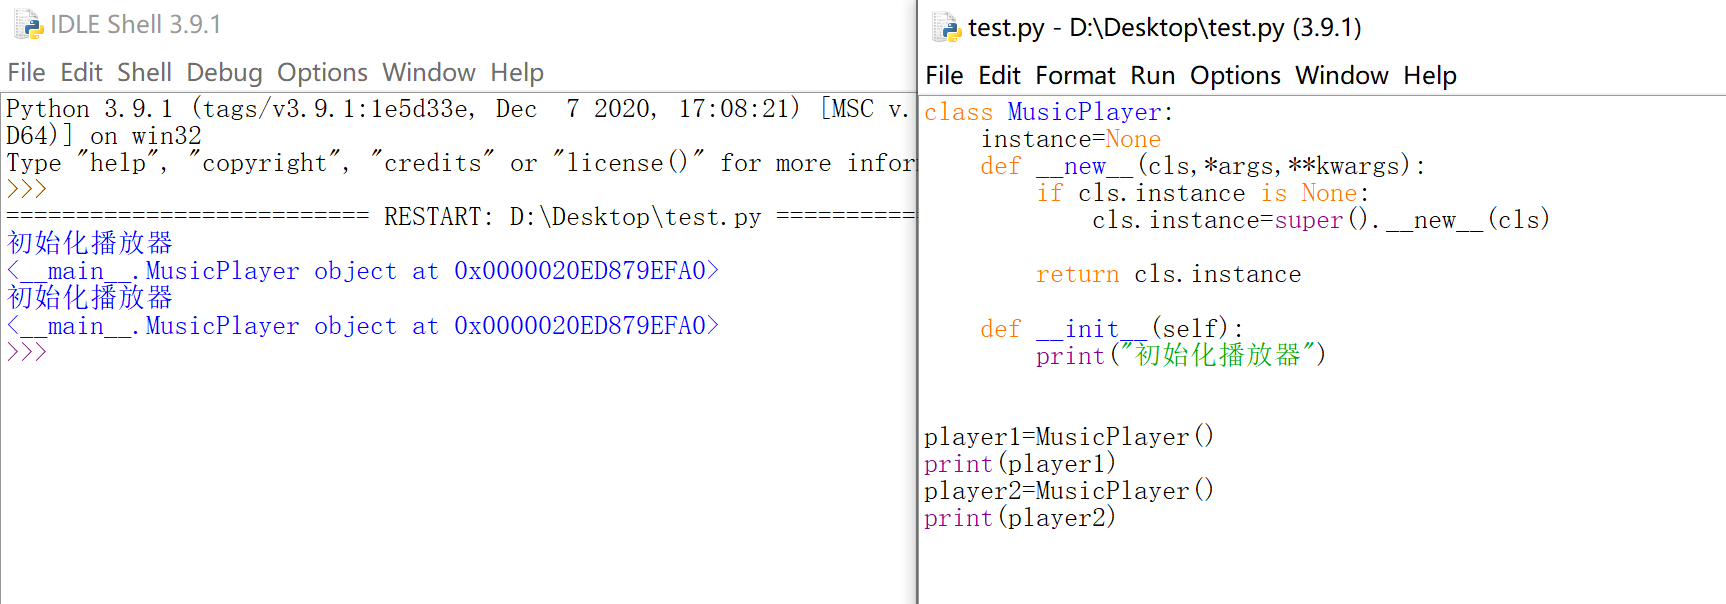 IDLE Shell 3.9.1
File Edit Shell Debug Options Window Help
Python 3.9.1 (tags/v3.9.1:1e5d33e, Dec  7 2020, 17:08:21) [MSC v.
D64)] on win32
Type "help", "copyright", "credits" or "license()" for more infor
>>>
========================== RESTART: D:\Desktop\test.py ==========
初始化播放器
<__main__.MusicPlayer object at 0x0000020ED879EFA0>
初始化播放器
<__main__.MusicPlayer object at 0x0000020ED879EFA0>
>>>
test.py - D:\Desktop\test.py (3.9.1)
File Edit Format Run Options Window Help
class MusicPlayer:
    instance=None
    def __new__(cls,*args,**kwargs):
        if cls.instance is None:
            cls.instance=super().__new__(cls)
        return cls.instance
    def __init__(self):
        print("初始化播放器")
player1=MusicPlayer()
print(player1)
player2=MusicPlayer()
print(player2)